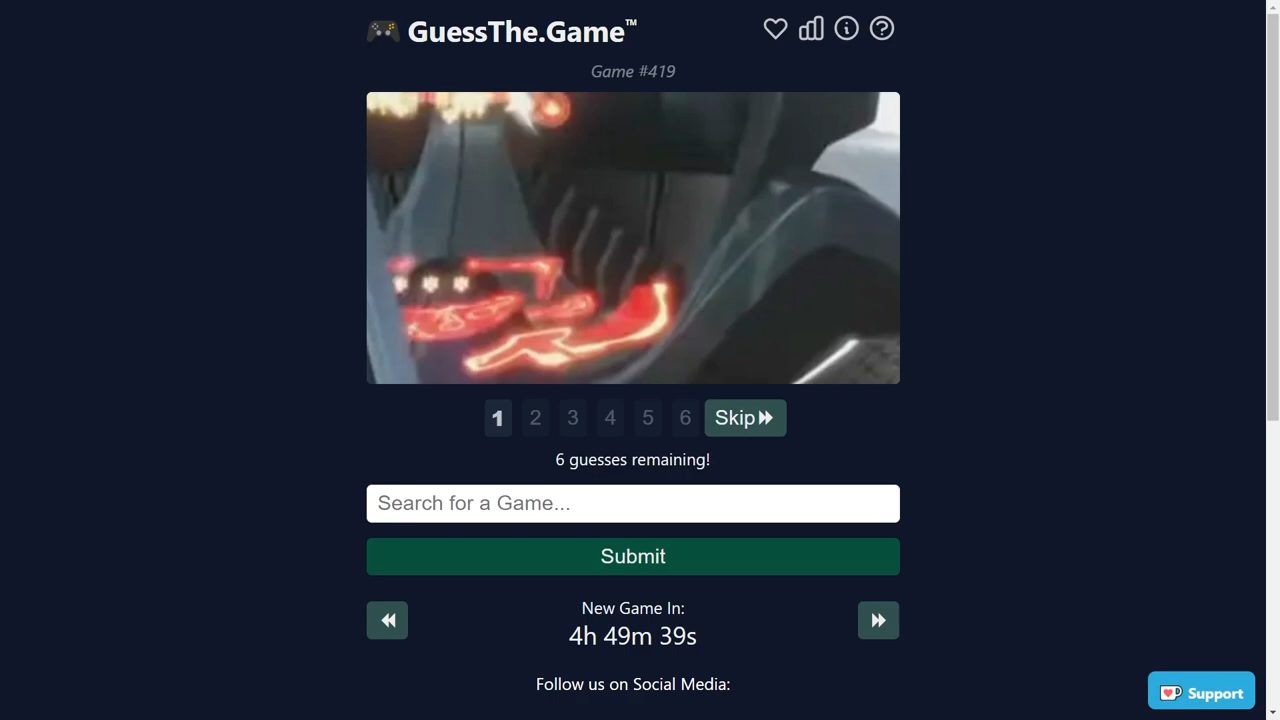 GuessThe.Game™
Game #419
1 2 3 4 5 6 Skip
6 guesses remaining!
Search for a Game...
Submit
New Game In:
4h 49m 39s
Follow us on Social Media:
Support